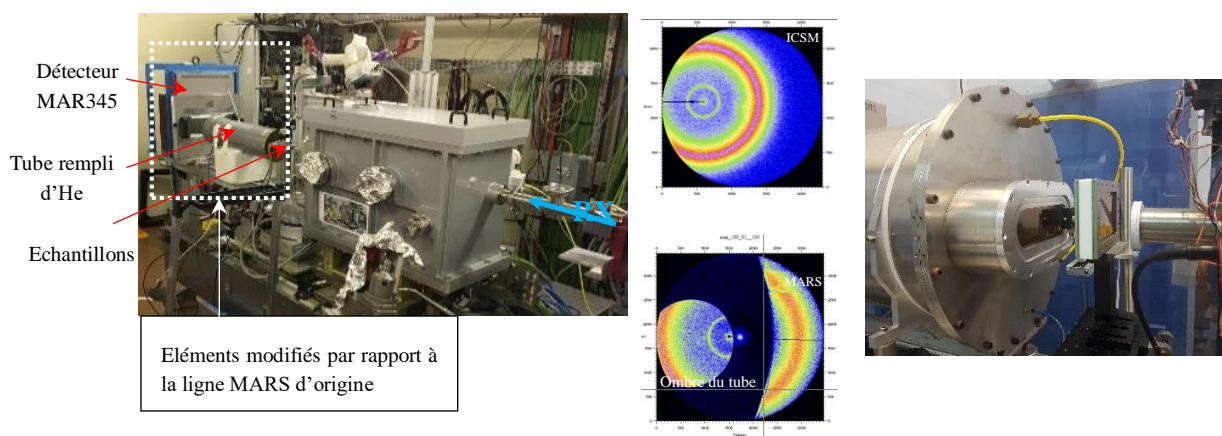 Détecteur
MAR345
Tube rempli
d'He
Echantillons
RX
Eléments modifiés par rapport à
la ligne MARS d'origine
ICSM
MARS
Ombre du tube